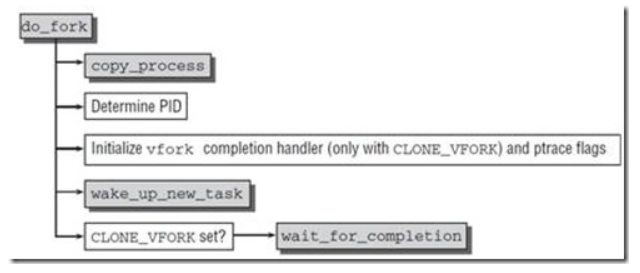 do_fork
copy_process
Determine PID
Initialize vfork completion handler (only with CLONE_VFORK) and ptrace flags
wake_up_new_task
CLONE_VFORK set?
wait_for_completion